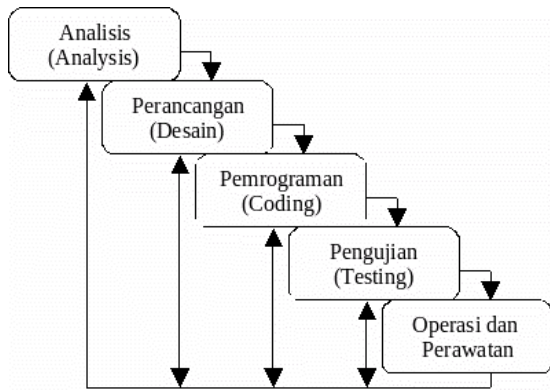 Analisis
(Analysis)
Perancangan
(Desain)
Pemrograman
(Coding)
Pengujian
(Testing)
Operasi dan
Perawatan